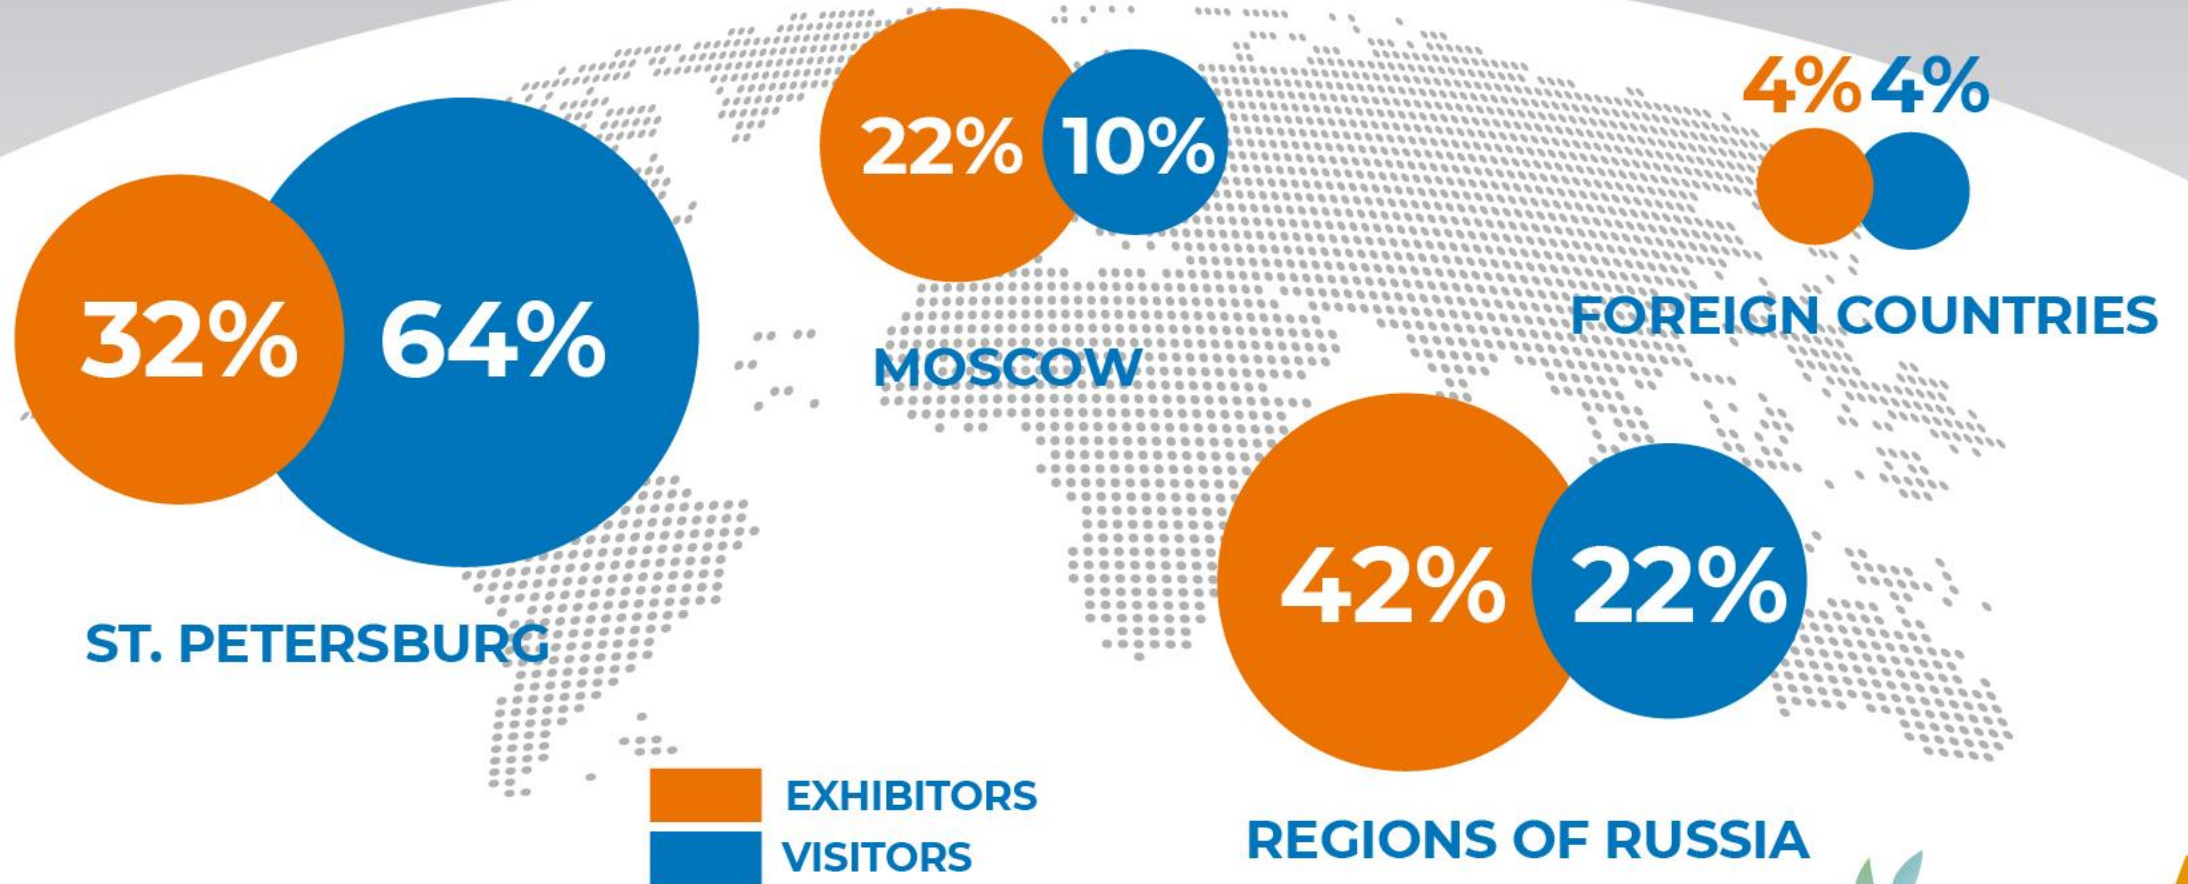 32% 64%
ST. PETERSBURG
22% 10%
MOSCOW
4% 4%
FOREIGN COUNTRIES
42% 22%
REGIONS OF RUSSIA
EXHIBITORS
VISITORS